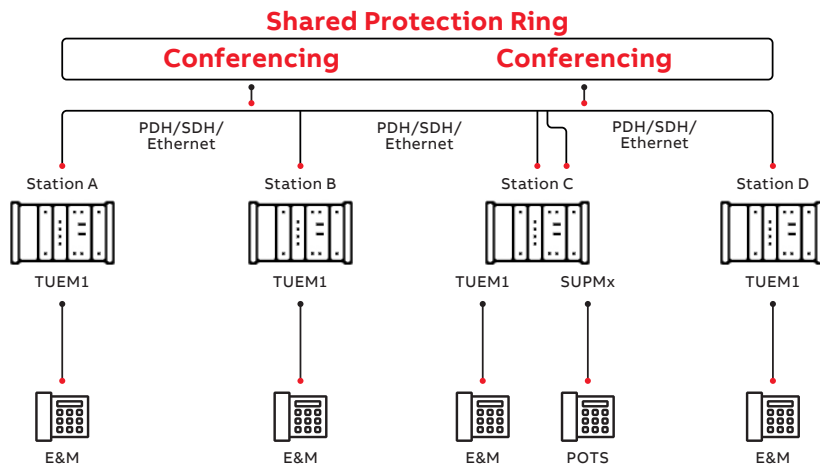 Shared Protection Ring
Conferencing Conferencing
PDH/SDH/ PDH/SDH/ PDH/SDH/
Ethernet Ethernet Ethernet
Station A Station B Station C Station D
TUEM1 TUEM1 TUEM1 SUPMx TUEM1
E&M E&M E&M POTS E&M